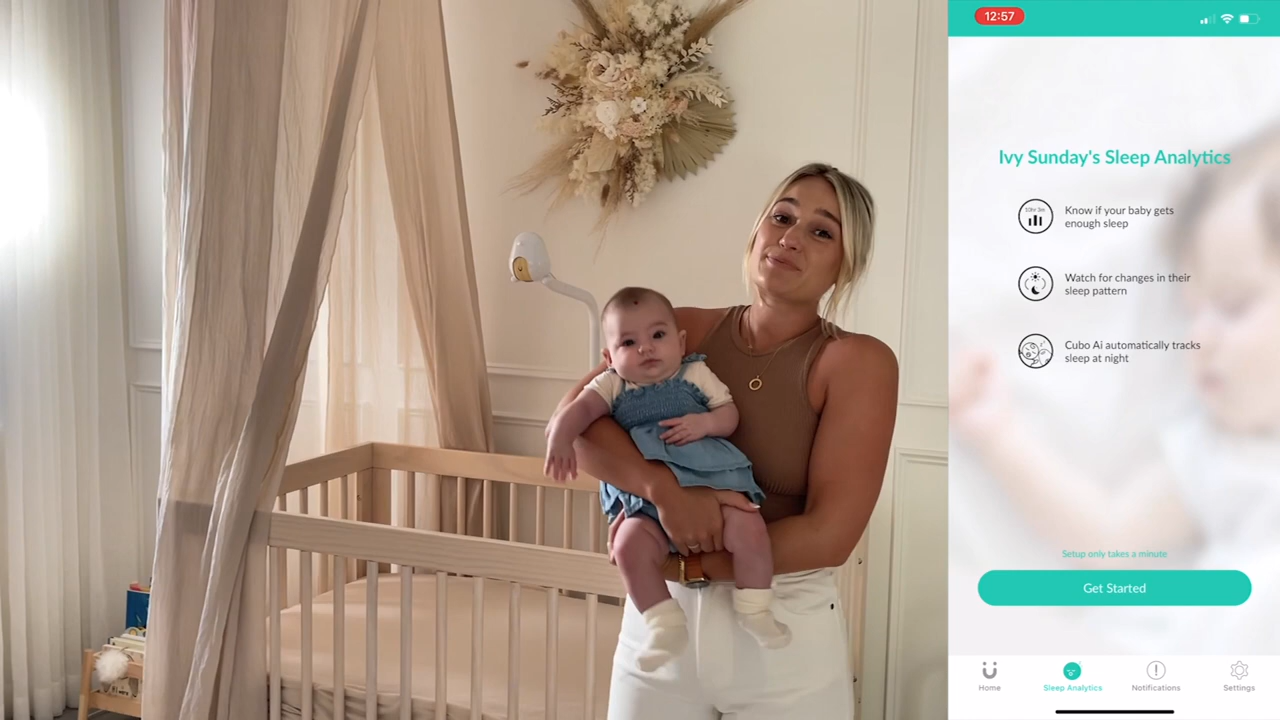 12:57
Ivy Sunday's Sleep Analytics
Know if your baby gets
enough sleep
Watch for changes in their
sleep pattern
Cubo Ai automatically tracks
sleep at night
Setup only takes a minute
Get Started
Home
Sleep Analytics
Notifications
Settings